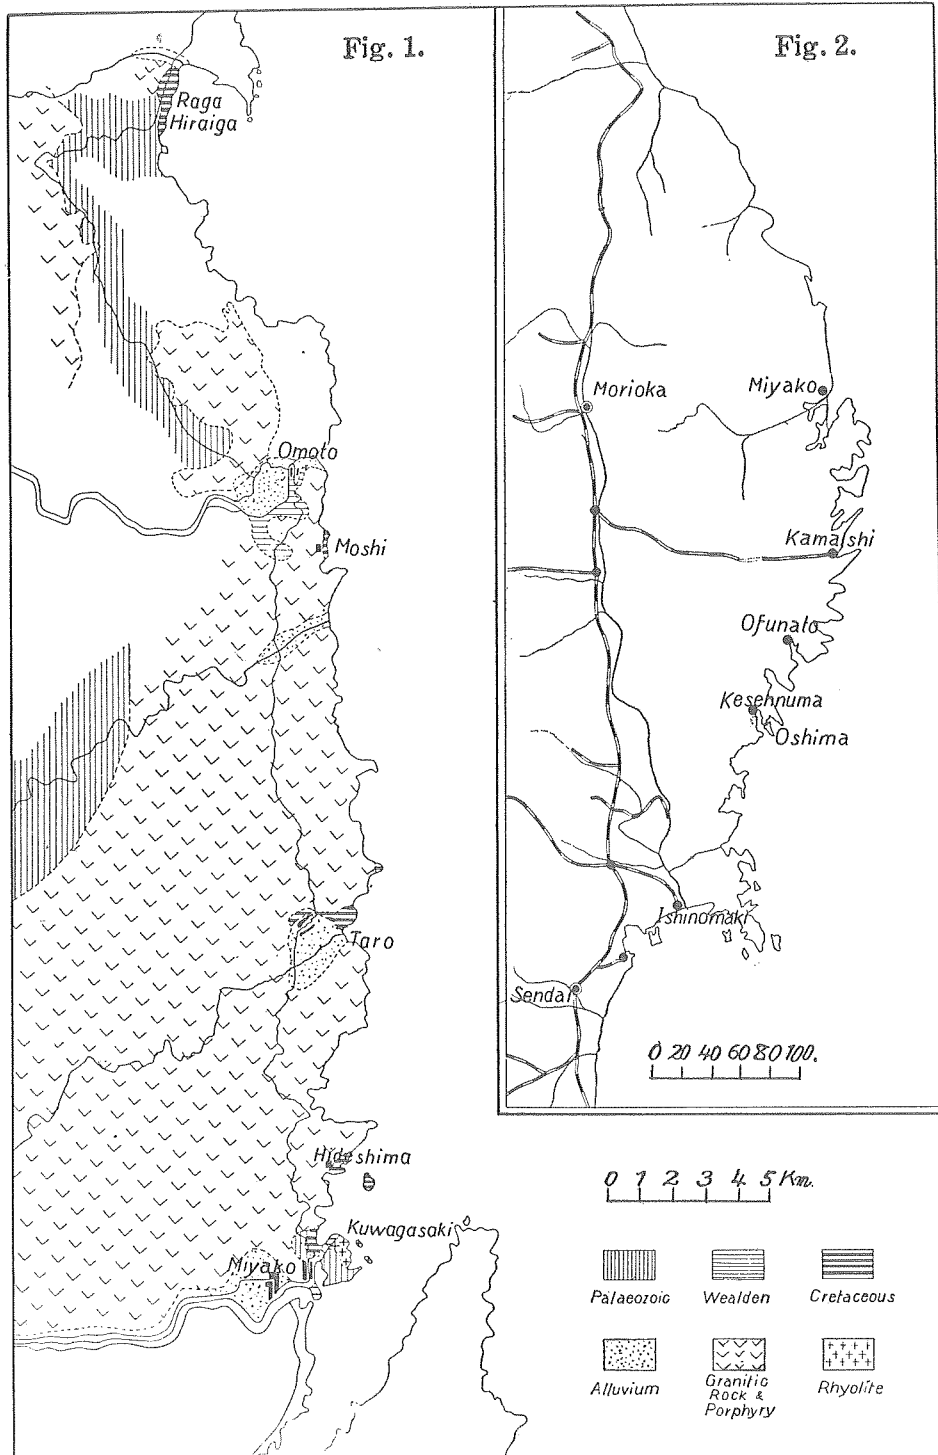 Fig. 1.
Raga
Hiraiga
Omoto
Moshi
Taro
Hideshima
Kuwagasaki
Miyako
Fig. 2.
Morioka
Miyako
Kamaishi
Ofunato
Kesehnuma
Oshima
Ishinomaki
Sendai
0 20 40 60 80 100.
0 1 2 3 4 5 Km.
Palaeozoic
Wealden
Cretaceous
Alluvium
Granitic
Rock &
Porphyry
Rhyolite